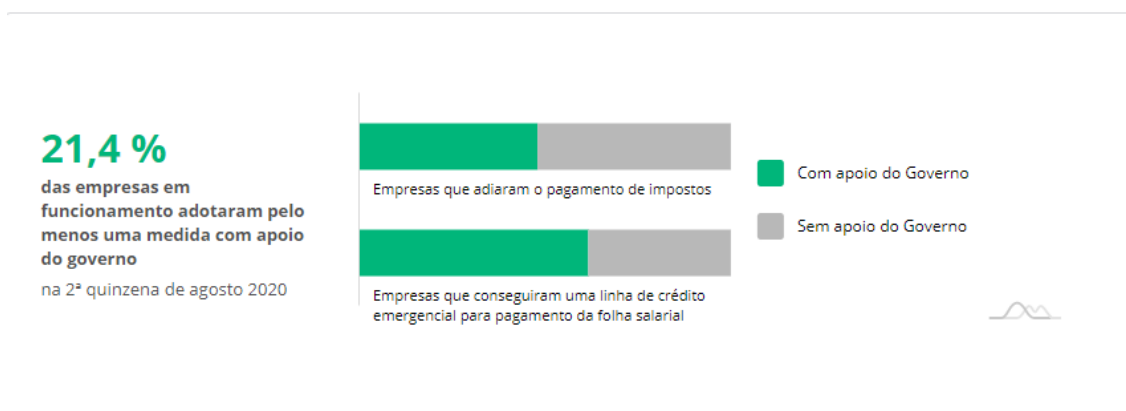 21,4 %
das empresas em
funcionamento adotaram pelo
menos uma medida com apoio
do governo
na 2ª quinzena de agosto 2020
Empresas que adiaram o pagamento de impostos
Empresas que conseguiram uma linha de crédito
emergencial para pagamento da folha salarial
Com apoio do Governo
Sem apoio do Governo